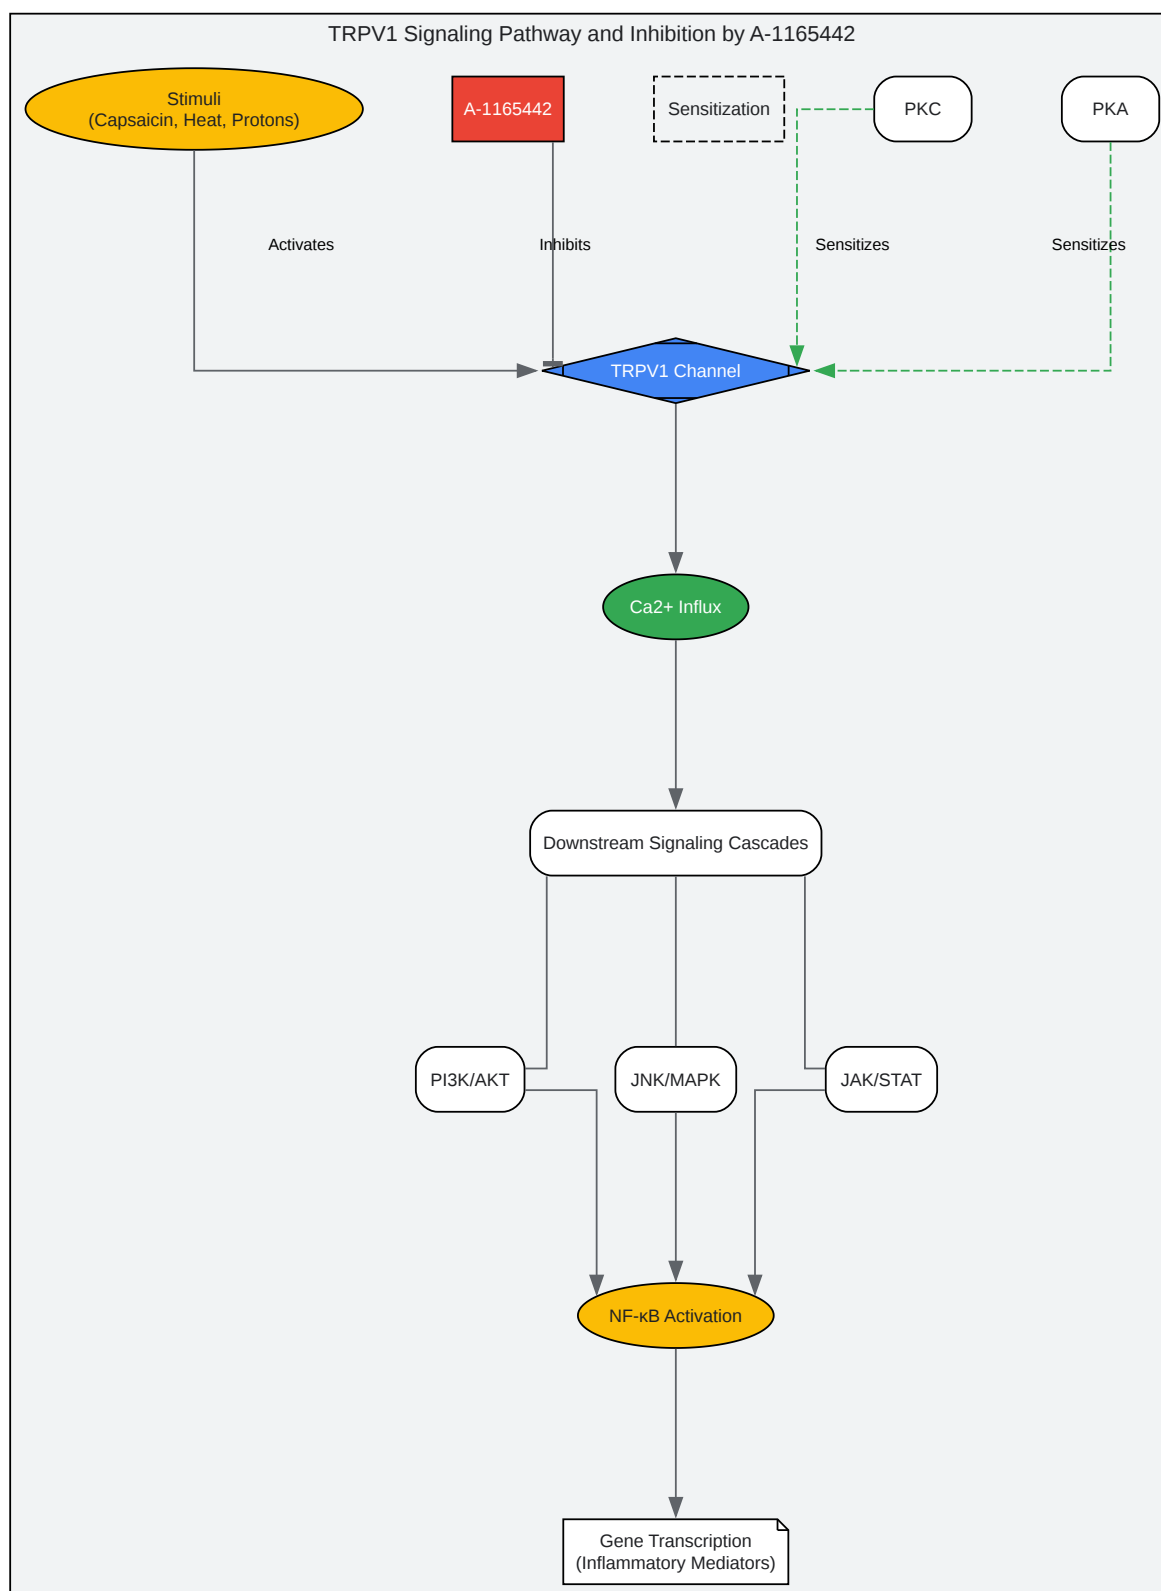 TRPV1 Signaling Pathway and Inhibition by A-1165442
Stimuli
(Capsaicin, Heat, Protons)
A-1165442
Sensitization
PKC
PKA
Activates
Inhibits
Sensitizes
Sensitizes
TRPV1 Channel
Ca2+ Influx
Downstream Signaling Cascades
PI3K/AKT
JNK/MAPK
JAK/STAT
NF-κB Activation
Gene Transcription
(Inflammatory Mediators)